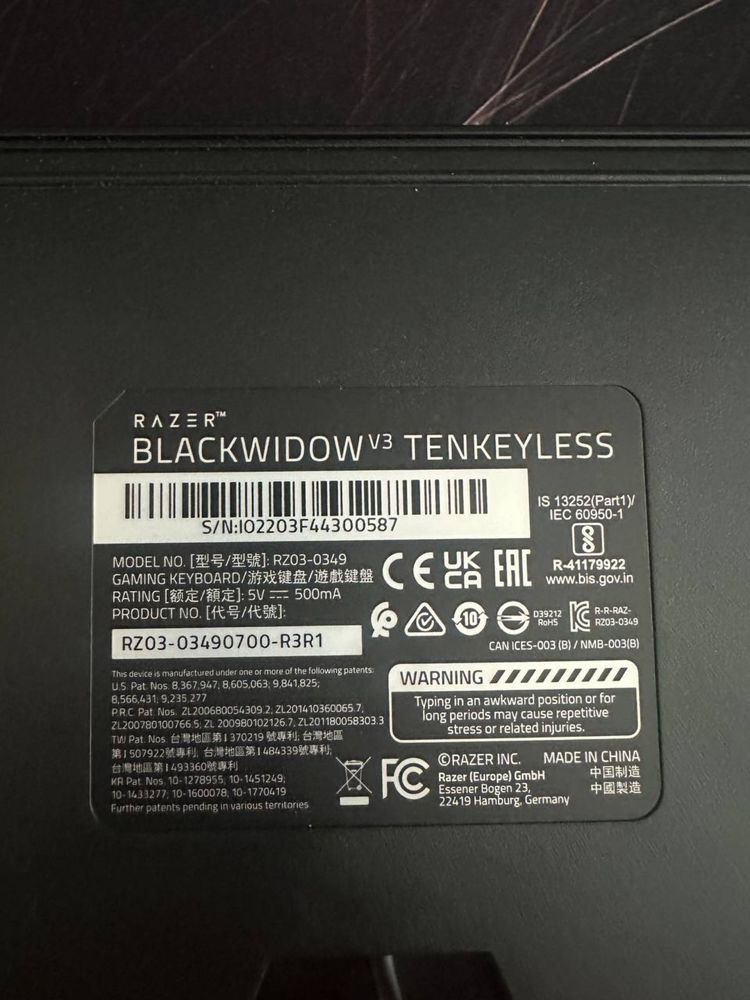 RAZER™
BLACKWIDOW V3 TENKEYLESS
S/N:IO2203F44300587
IS 13252(Part1)/
IEC 60950-1
R-41179922
www.bis.gov.in
MODEL NO. [型号/型號]: RZ03-0349
GAMING KEYBOARD/游戏键盘/遊戲鍵盤
RATING [额定/額定]: 5V ⎓ 500mA
PRODUCT NO. [代号/代號]:
RZ03-03490700-R3R1
CE UK CA EAC
10
D39212
RoHS
R-R-RAZ-
RZ03-0349
CAN ICES-003 (B) / NMB-003(B)
This device is manufactured under one or more of the following patents:
U.S. Pat. Nos. 8,367,947; 8,605,063; 9,841,825;
8,566,431; 9,235,277
P.R.C. Pat. Nos. ZL200680054309.2; ZL201410360065.7,
ZL200780100766.5; ZL 200980102126.7; ZL201180058303.3
TW Pat. Nos. 台灣地區第 I 370219 號專利; 台灣地區
第 I 507922號專利; 台灣地區第 I 484339號專利;
台灣地區第 I 493360號專利
KR Pat. Nos. 10-1278955; 10-1451249;
10-1433277; 10-1600078; 10-1770419
Further patents pending in various territories.
WARNING
Typing in an awkward position or for
long periods may cause repetitive
stress or related injuries.
FC
©RAZER INC.
Razer (Europe) GmbH
Essener Bogen 23,
22419 Hamburg, Germany
MADE IN CHINA
中国制造
中國製造